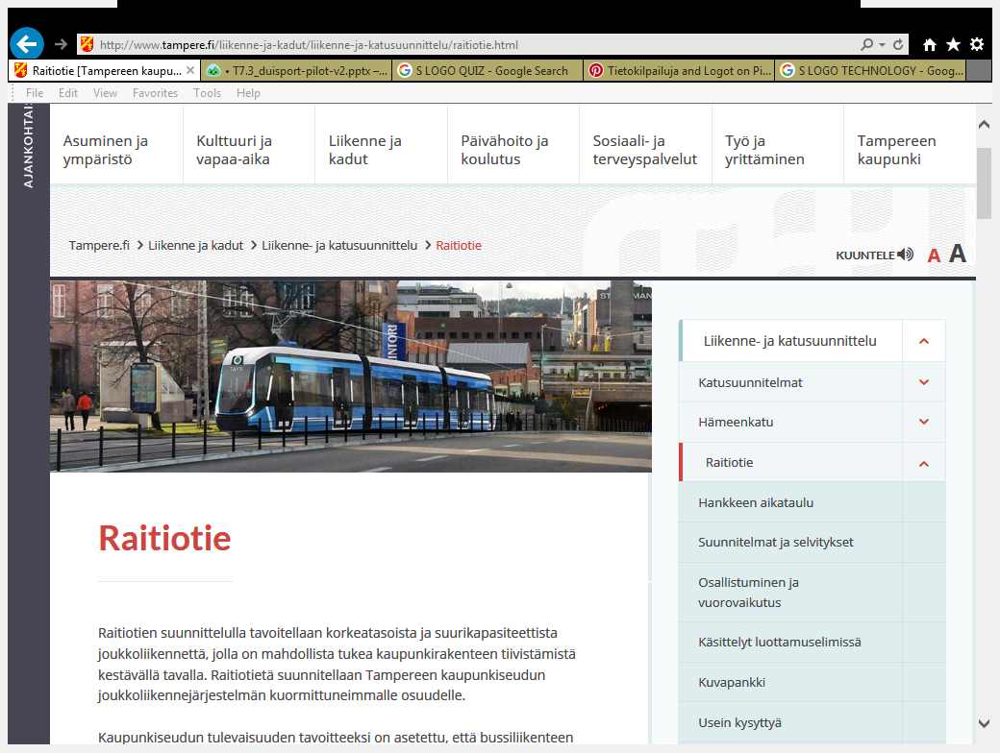 http://www.tampere.fi/liikenne-ja-kadut/liikenne-ja-katusuunnittelu/raitiotie.html
Raitiotie [Tampereen kaupu...
• T7.3_duisport-pilot-v2.pptx –...
S LOGO QUIZ - Google Search
Tietokilpailuja and Logot on Pi...
S LOGO TECHNOLOGY - Goog...
File Edit View Favorites Tools Help
Asuminen ja
ympäristö
Kulttuuri ja
vapaa-aika
Liikenne ja
kadut
Päivähoito ja
koulutus
Sosiaali- ja
terveyspalvelut
Työ ja
yrittäminen
Tampereen
kaupunki
Tampere.fi > Liikenne ja kadut > Liikenne- ja katusuunnittelu > Raitiotie
KUUNTELE A A
TAYS
Liikenne- ja katusuunnittelu
Katusuunnitelmat
Hämeenkatu
Raitiotie
Hankkeen aikataulu
Suunnitelmat ja selvitykset
Osallistuminen ja
vuorovaikutus
Käsittelyt luottamuselimissä
Kuvapankki
Usein kysyttyä
Raitiotie
Raitiotien suunnittelulla tavoitellaan korkeatasoista ja suurikapasiteettista
joukkoliikennettä, jolla on mahdollista tukea kaupunkirakenteen tiivistämistä
kestävällä tavalla. Raitiotietä suunnitellaan Tampereen kaupunkiseudun
joukkoliikennejärjestelmän kuormittuneimmalle osuudelle.
Kaupunkiseudun tulevaisuuden tavoitteeksi on asetettu, että bussiliikenteen